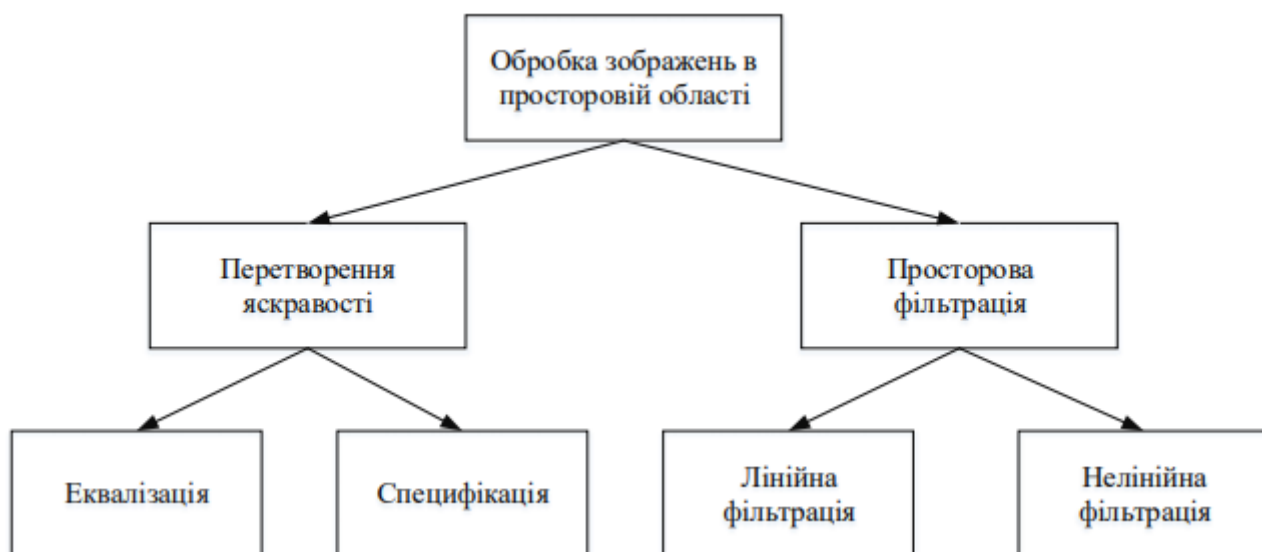 Обробка зображень в
просторовій області
Перетворення
яскравості
Просторова
фільтрація
Еквалізація
Специфікація
Лінійна
фільтрація
Нелінійна
фільтрація